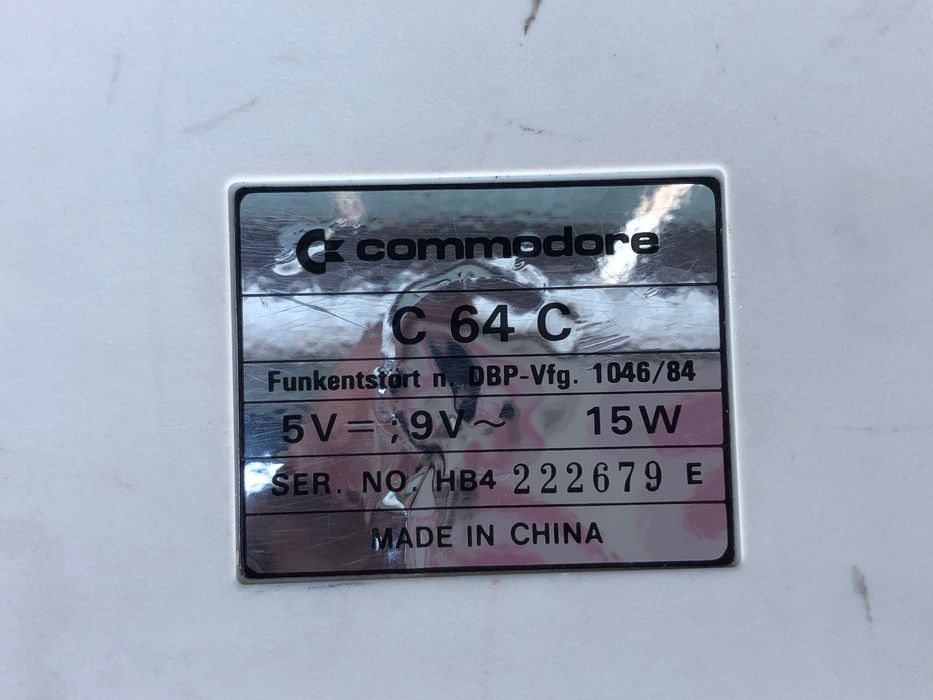 commodore
C 64 C
Funkentstört n. DBP-Vfg. 1046/84
5V=;9V~ 15W
SER. NO. HB4 222679 E
MADE IN CHINA